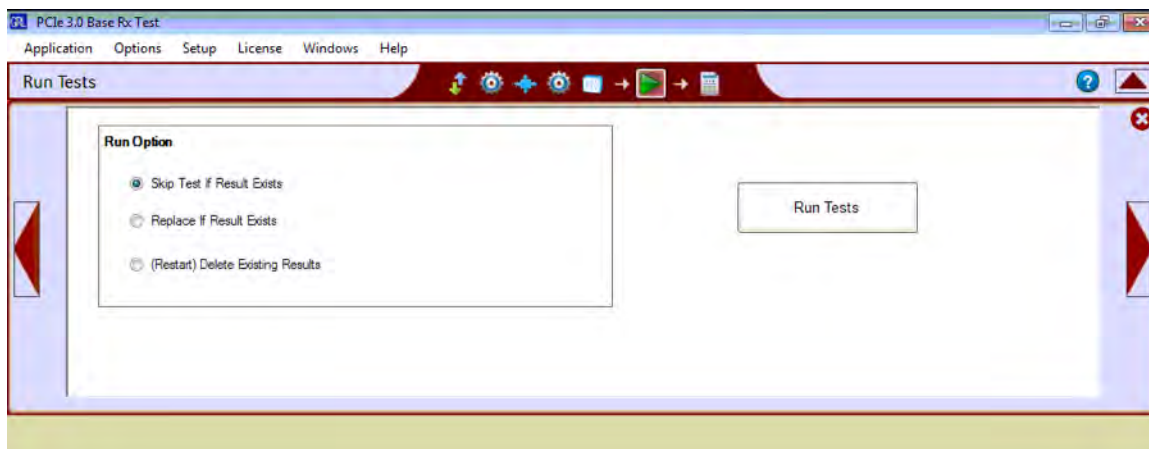 PCIe 3.0 Base Rx Test
Application Options Setup License Windows Help
Run Tests
Run Option
Skip Test If Result Exists
Replace If Result Exists
(Restart) Delete Existing Results
Run Tests